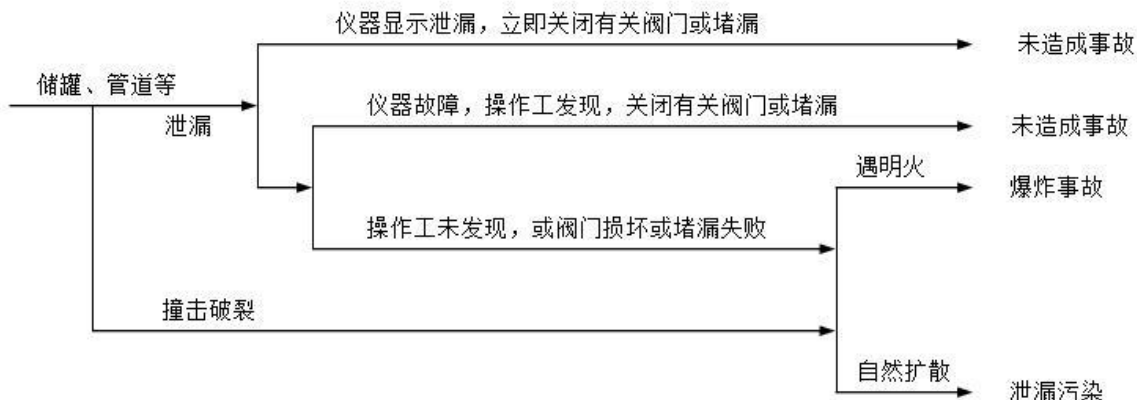 仪器显示泄漏，立即关闭有关阀门或堵漏
未造成事故
储罐、管道等
泄漏
仪器故障，操作工发现，关闭有关阀门或堵漏
未造成事故
遇明火
爆炸事故
操作工未发现，或阀门损坏或堵漏失败
撞击破裂
自然扩散
泄漏污染